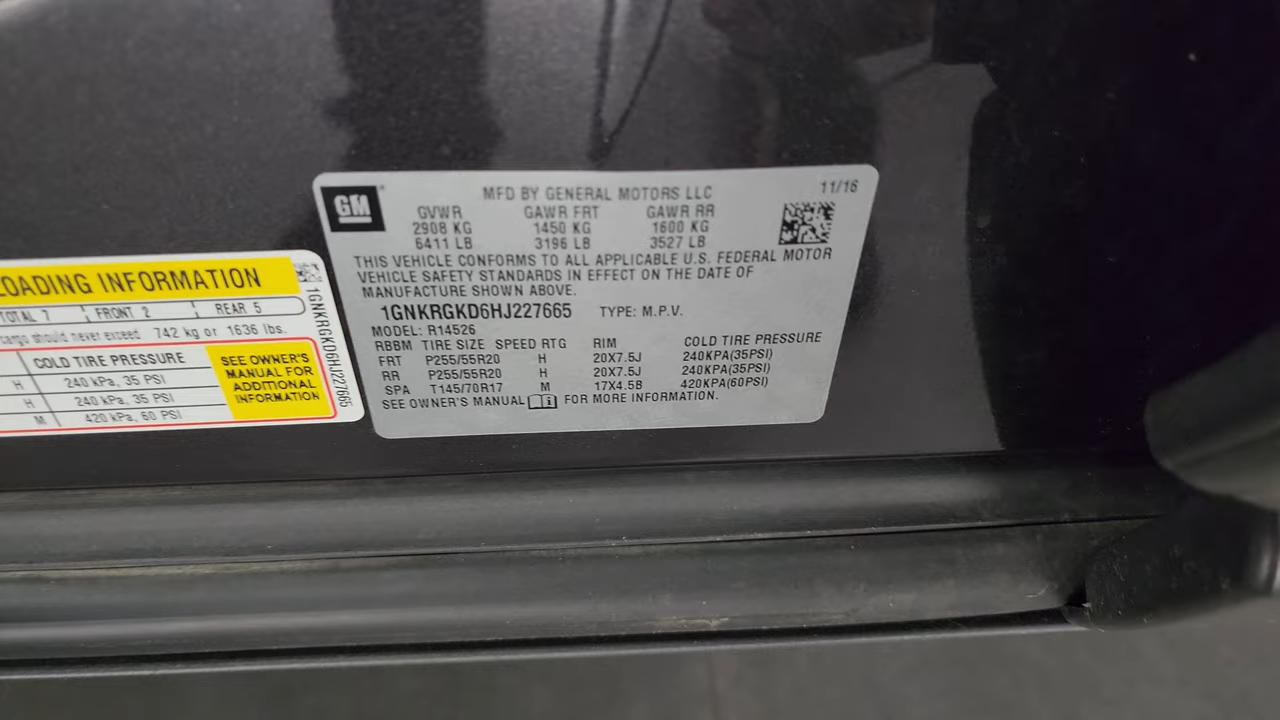 LOADING INFORMATION
TOTAL 7 FRONT 2 REAR 5
cargo should never exceed 742 kg or 1636 lbs.
COLD TIRE PRESSURE
H 240 kPa, 35 PSI
H 240 kPa, 35 PSI
M 420 kPa, 60 PSI
SEE OWNER'S
MANUAL FOR
ADDITIONAL
INFORMATION
1GNKRGKD6HJ227665
GM
MFD BY GENERAL MOTORS LLC 11/16
GVWR GAWR FRT GAWR RR
2908 KG 1450 KG 1600 KG
6411 LB 3196 LB 3527 LB
THIS VEHICLE CONFORMS TO ALL APPLICABLE U.S. FEDERAL MOTOR
VEHICLE SAFETY STANDARDS IN EFFECT ON THE DATE OF
MANUFACTURE SHOWN ABOVE.
1GNKRGKD6HJ227665 TYPE: M.P.V.
MODEL: R14526
RBBM TIRE SIZE SPEED RTG RIM COLD TIRE PRESSURE
FRT P255/55R20 H 20X7.5J 240KPA(35PSI)
RR P255/55R20 H 20X7.5J 240KPA(35PSI)
SPA T145/70R17 M 17X4.5B 420KPA(60PSI)
SEE OWNER'S MANUAL FOR MORE INFORMATION.